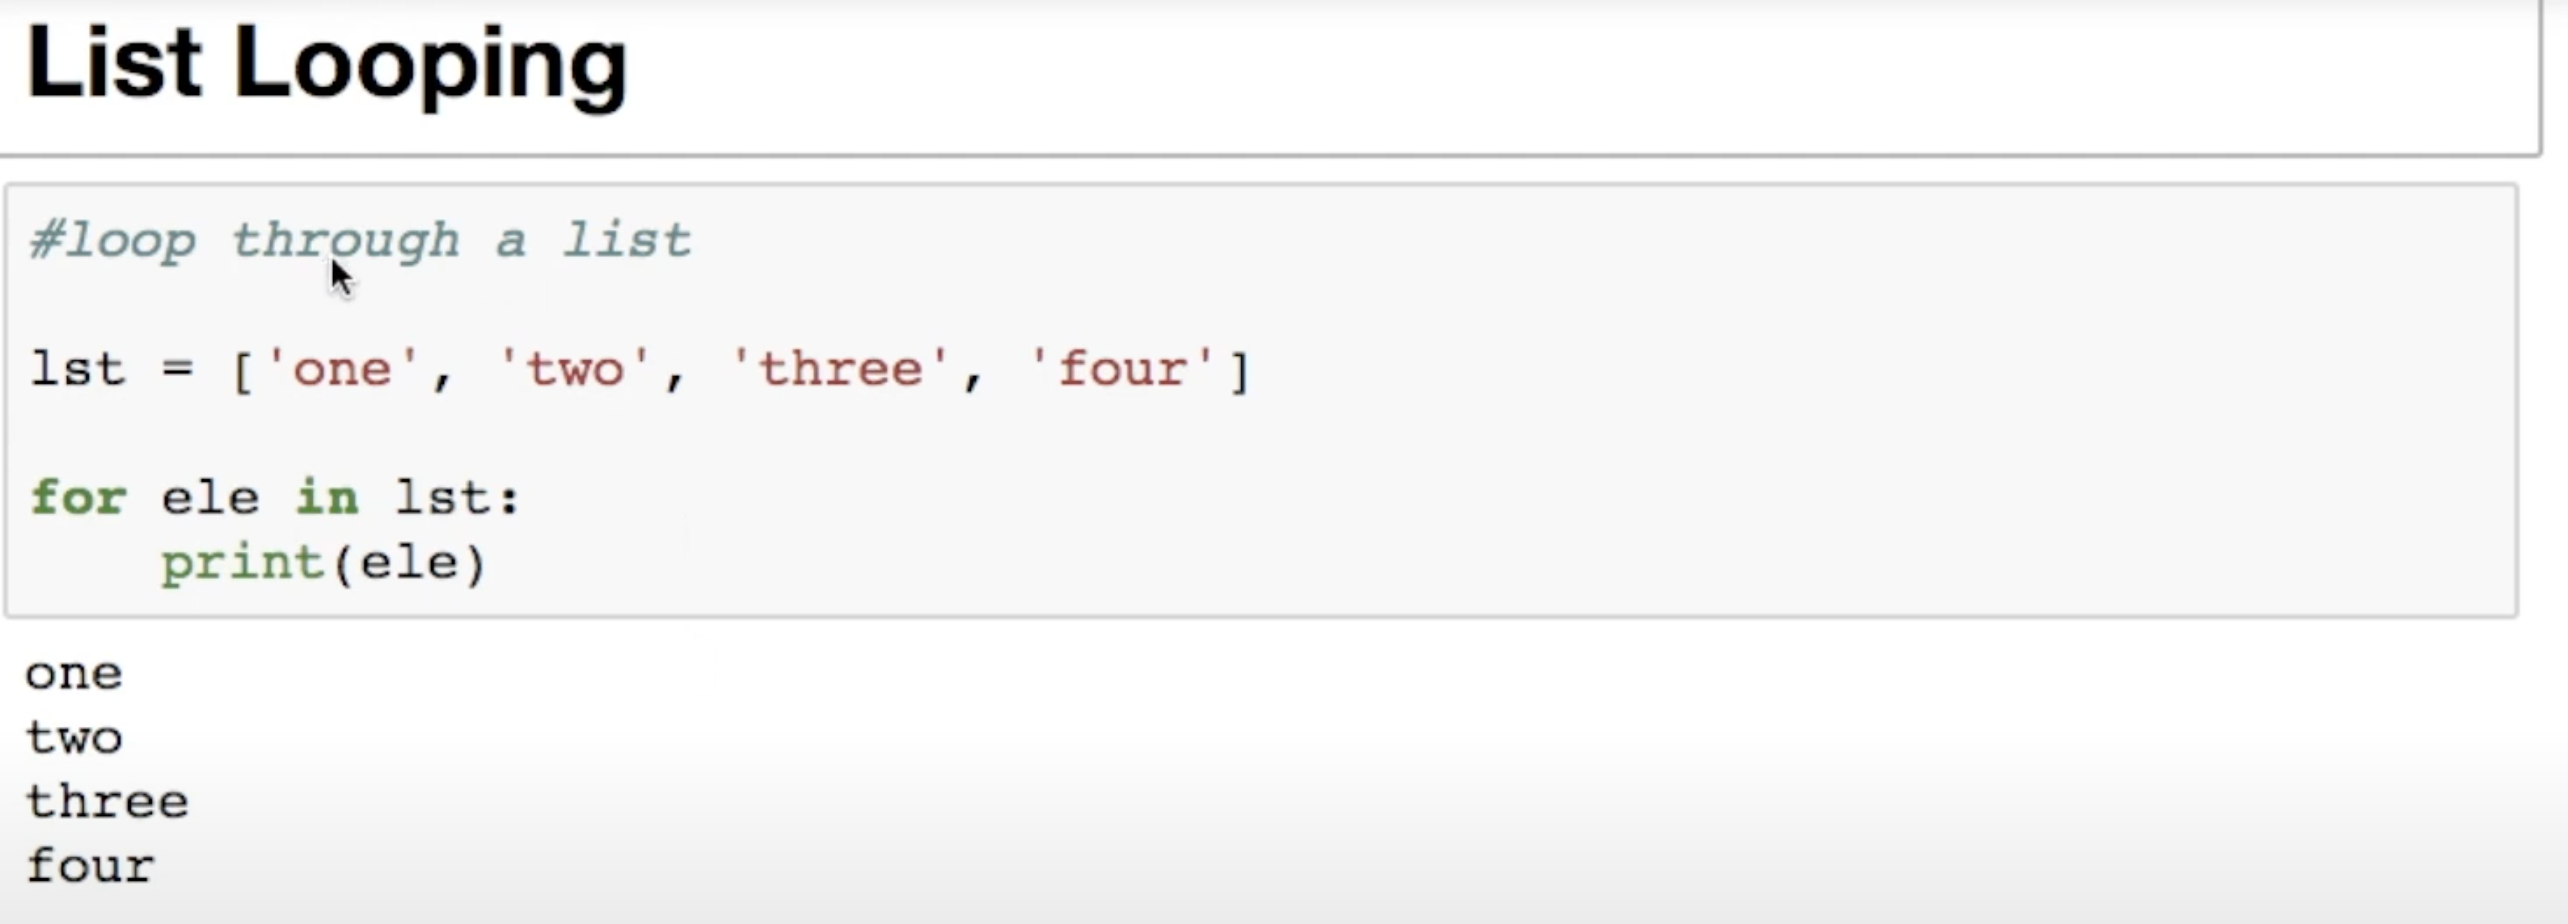 List Looping
#loop through a list
lst = ['one', 'two', 'three', 'four']
for ele in lst:
    print(ele)
one
two
three
four